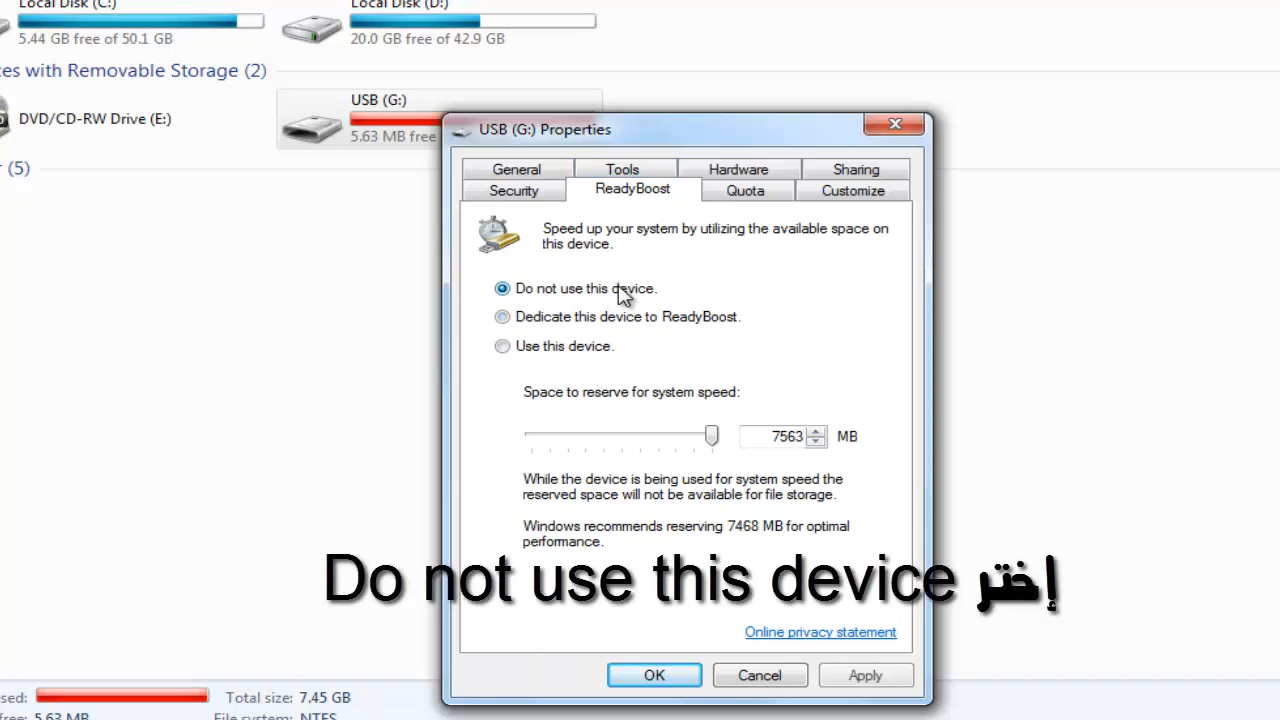 Local Disk (C:)
Local Disk (D:)
5.44 GB free of 50.1 GB
20.0 GB free of 42.9 GB
ces with Removable Storage (2)
DVD/CD-RW Drive (E:)
USB (G:)
5.63 MB free
r (5)
USB (G:) Properties
General Tools Hardware Sharing
Security ReadyBoost Quota Customize
Speed up your system by utilizing the available space on
this device.
Do not use this device.
Dedicate this device to ReadyBoost.
Use this device.
Space to reserve for system speed:
7563 MB
While the device is being used for system speed the
reserved space will not be available for file storage.
Windows recommends reserving 7468 MB for optimal
performance.
إختر Do not use this device
Online privacy statement
OK Cancel Apply
used: Total size: 7.45 GB
free: 5.63 MB File system: NTFS